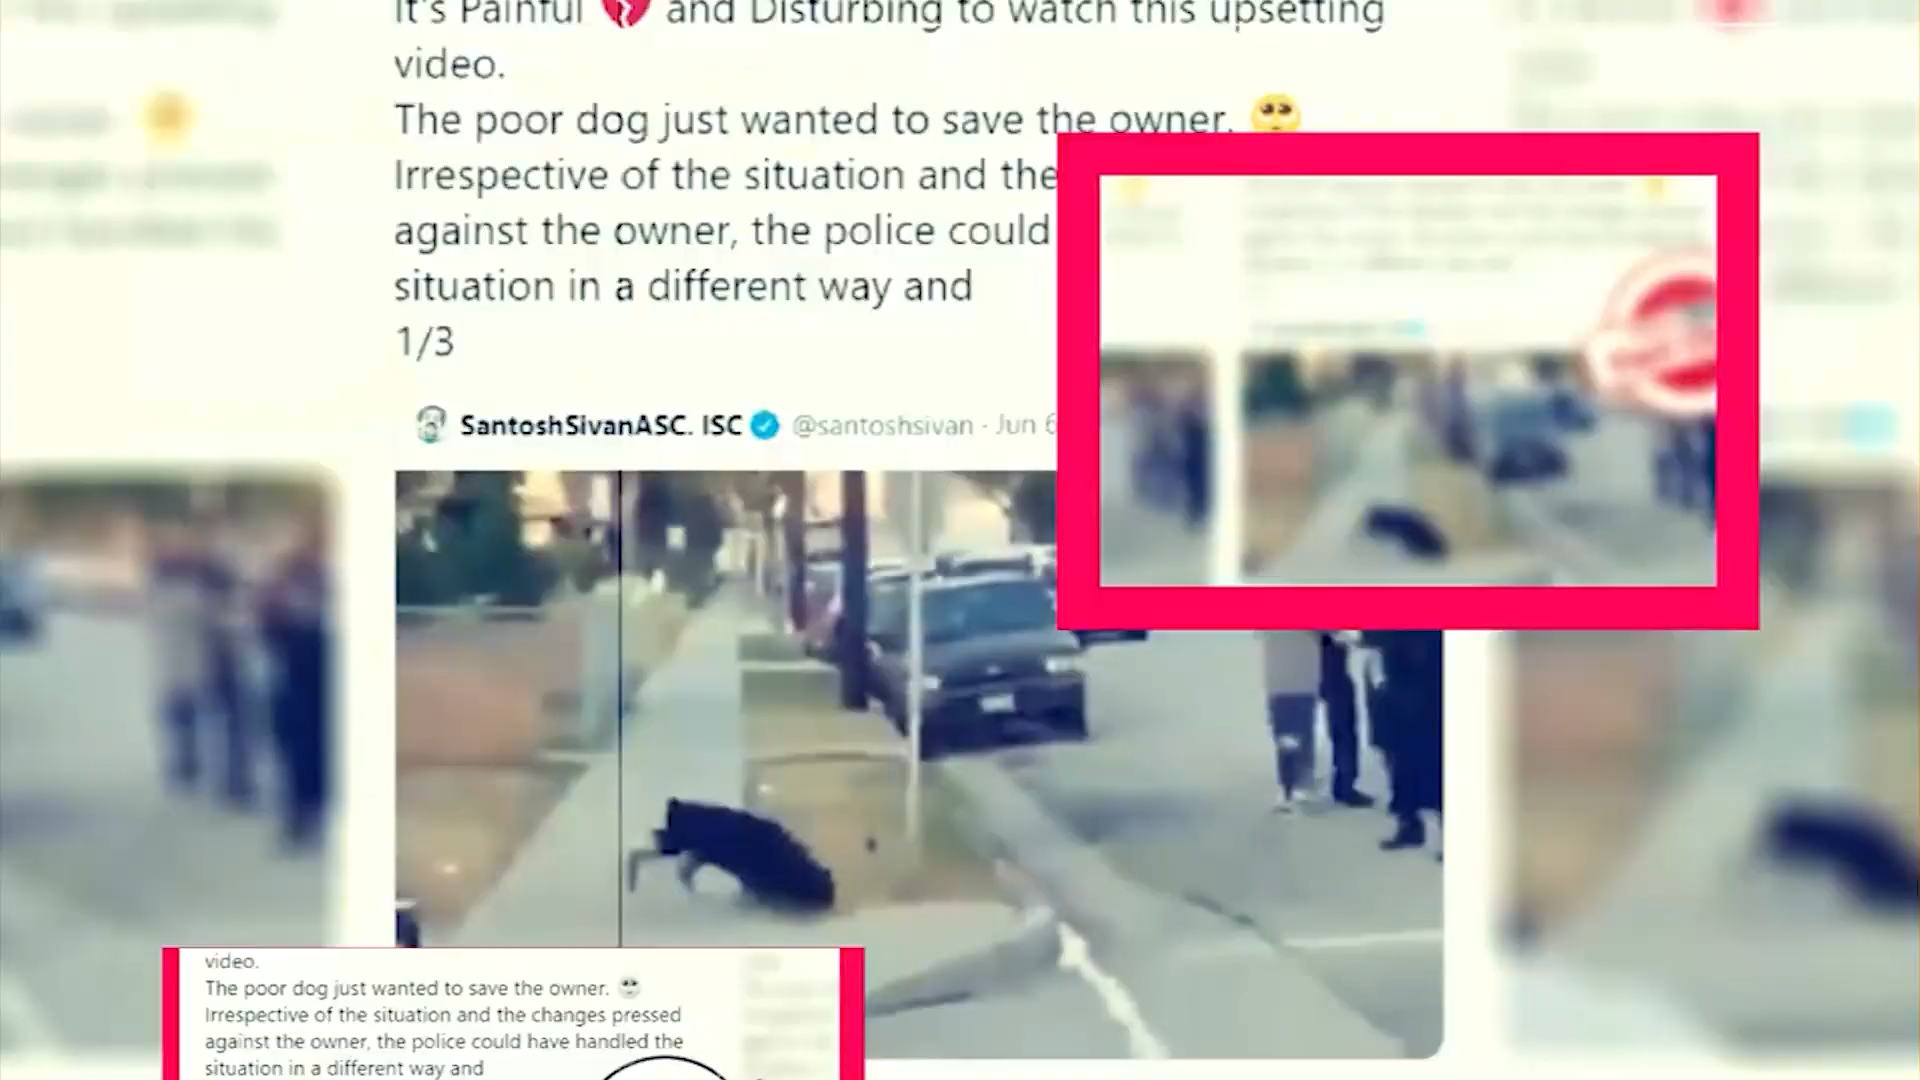 It's Painful 💔 and Disturbing to watch this upsetting
video.
The poor dog just wanted to save the owner. 🥺
Irrespective of the situation and the
against the owner, the police could
situation in a different way and
1/3
SantoshSivanASC. ISC @santoshsivan · Jun 6
video.
The poor dog just wanted to save the owner. 🥺
Irrespective of the situation and the changes pressed
against the owner, the police could have handled the
situation in a different way and